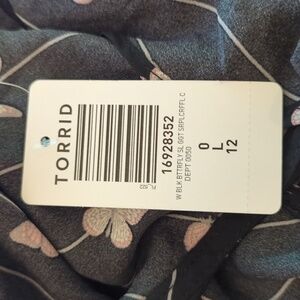 TORRID
16928352
W BLK BTTRFLY SL GGT SRPLCRFFL O
DEPT 0050
0
L
12